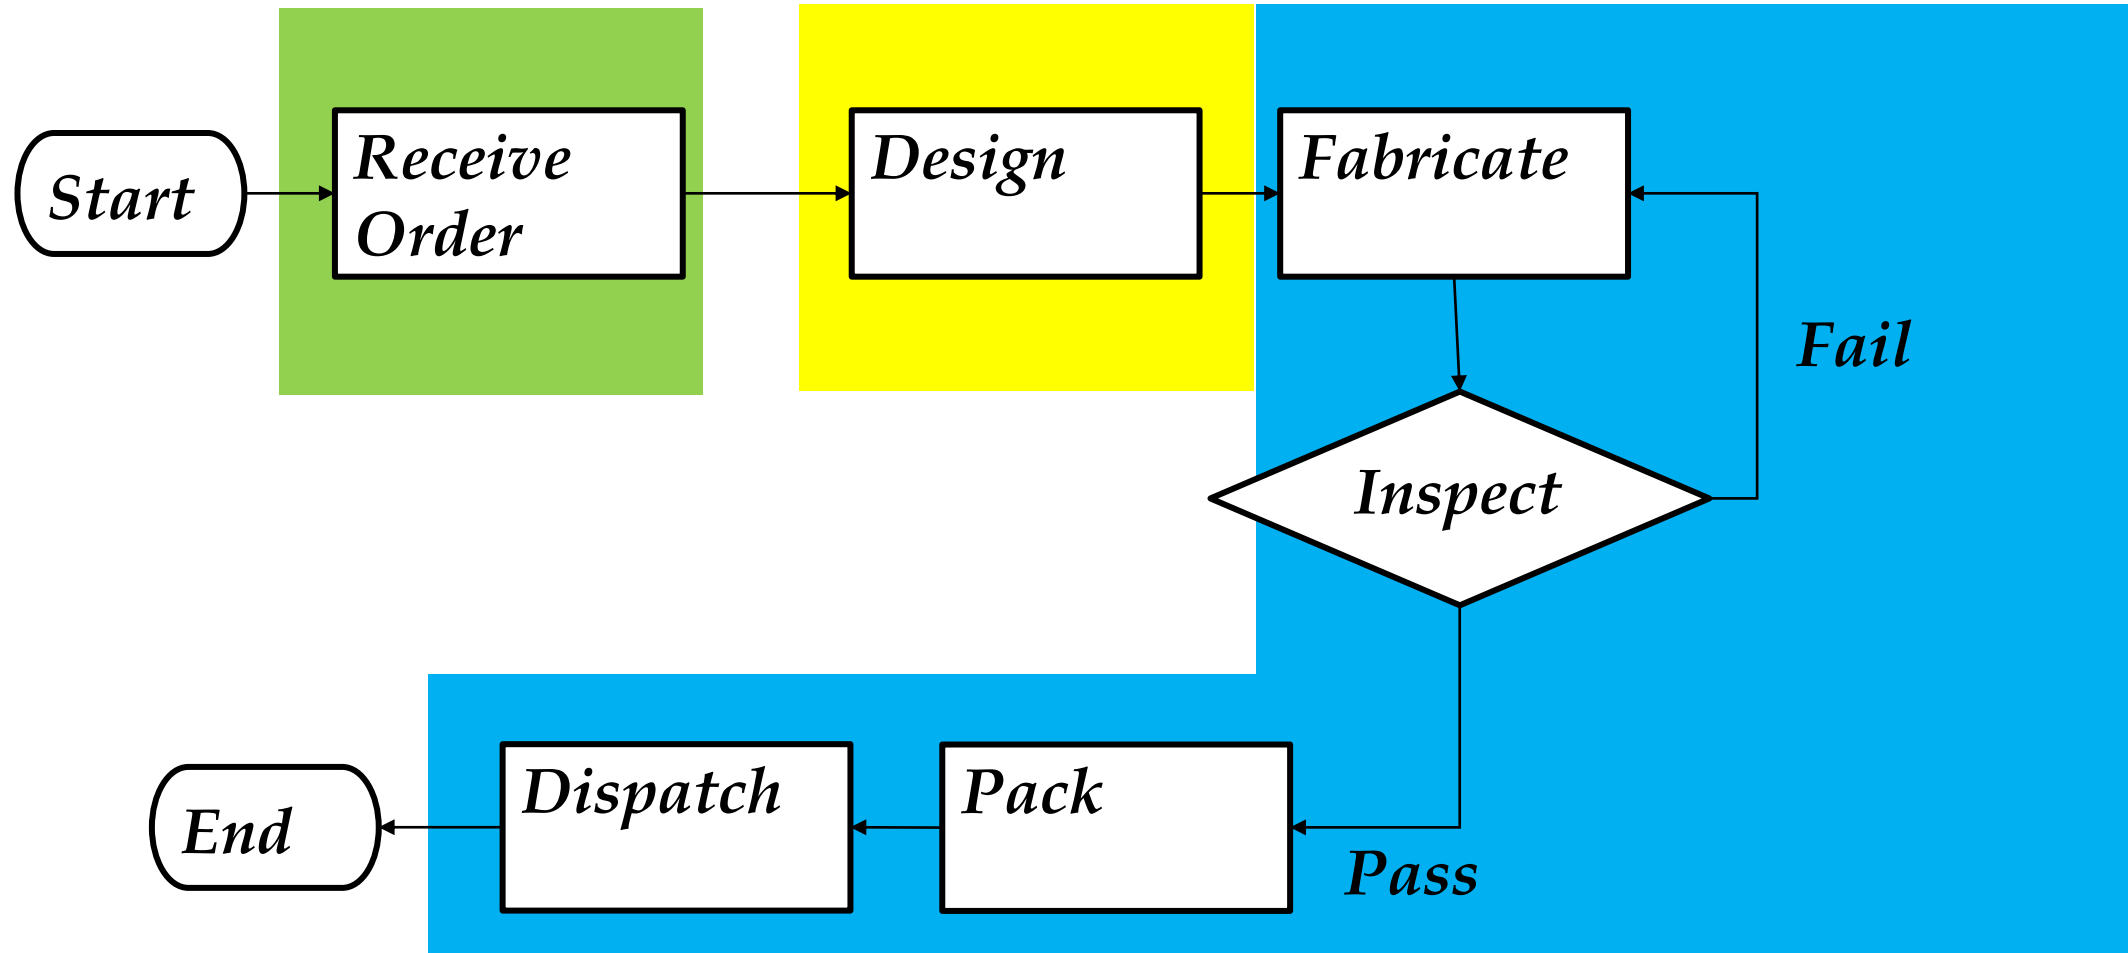 Start
Receive
Order
Design
Fabricate
Fail
Inspect
End
Dispatch
Pack
Pass